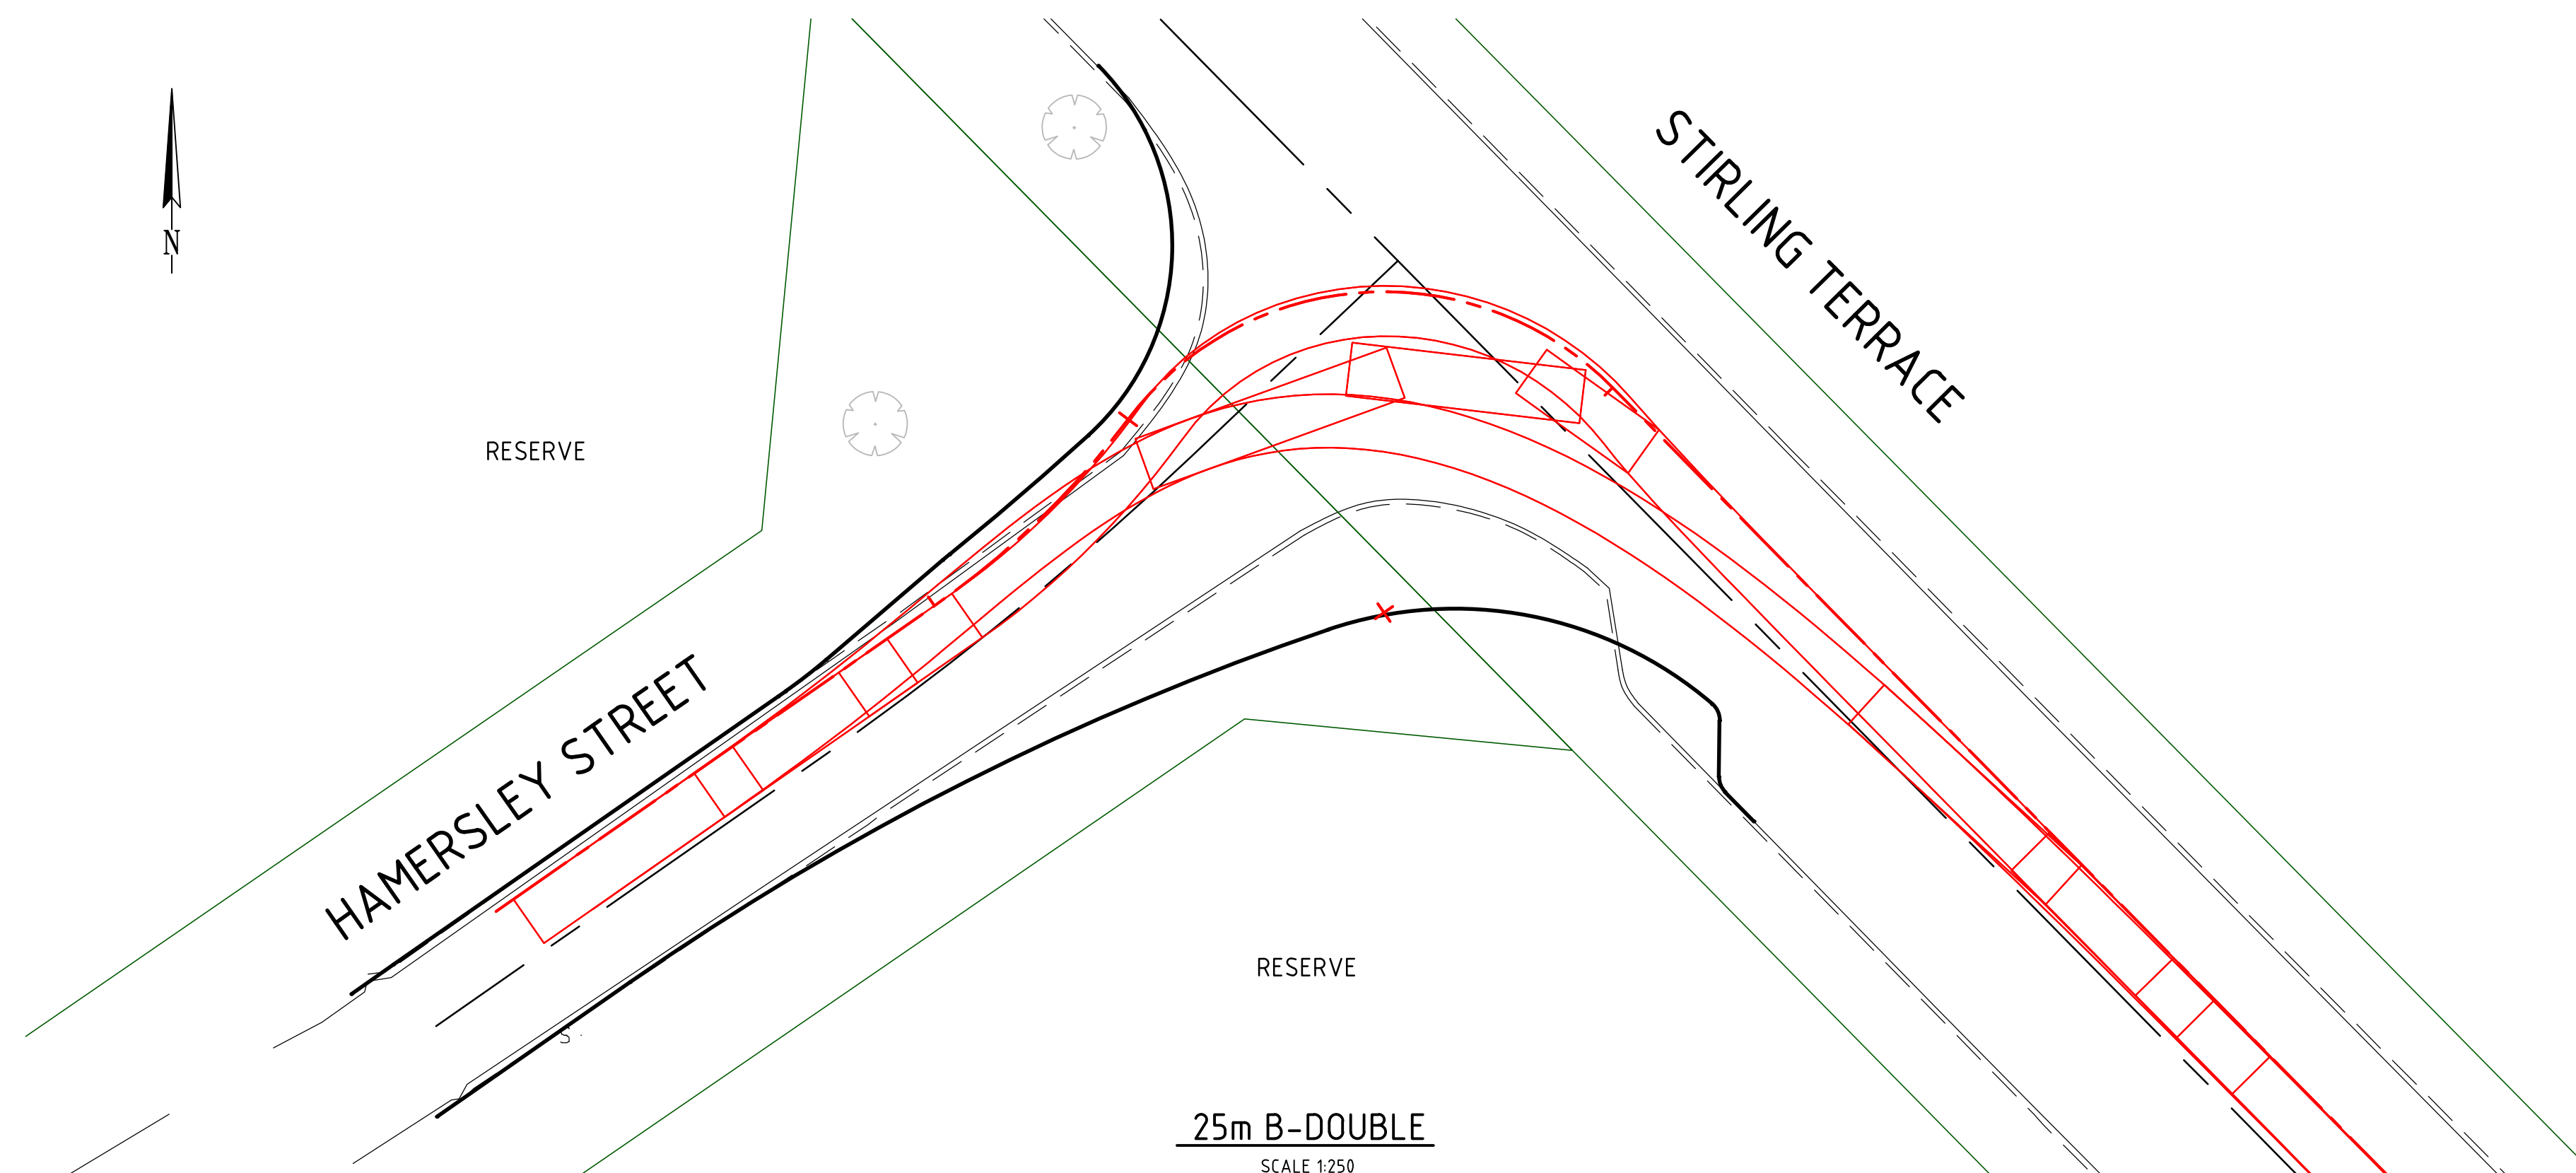 N
STIRLING TERRACE
RESERVE
HAMERSLEY STREET
RESERVE
S
25m B-DOUBLE
SCALE 1:250